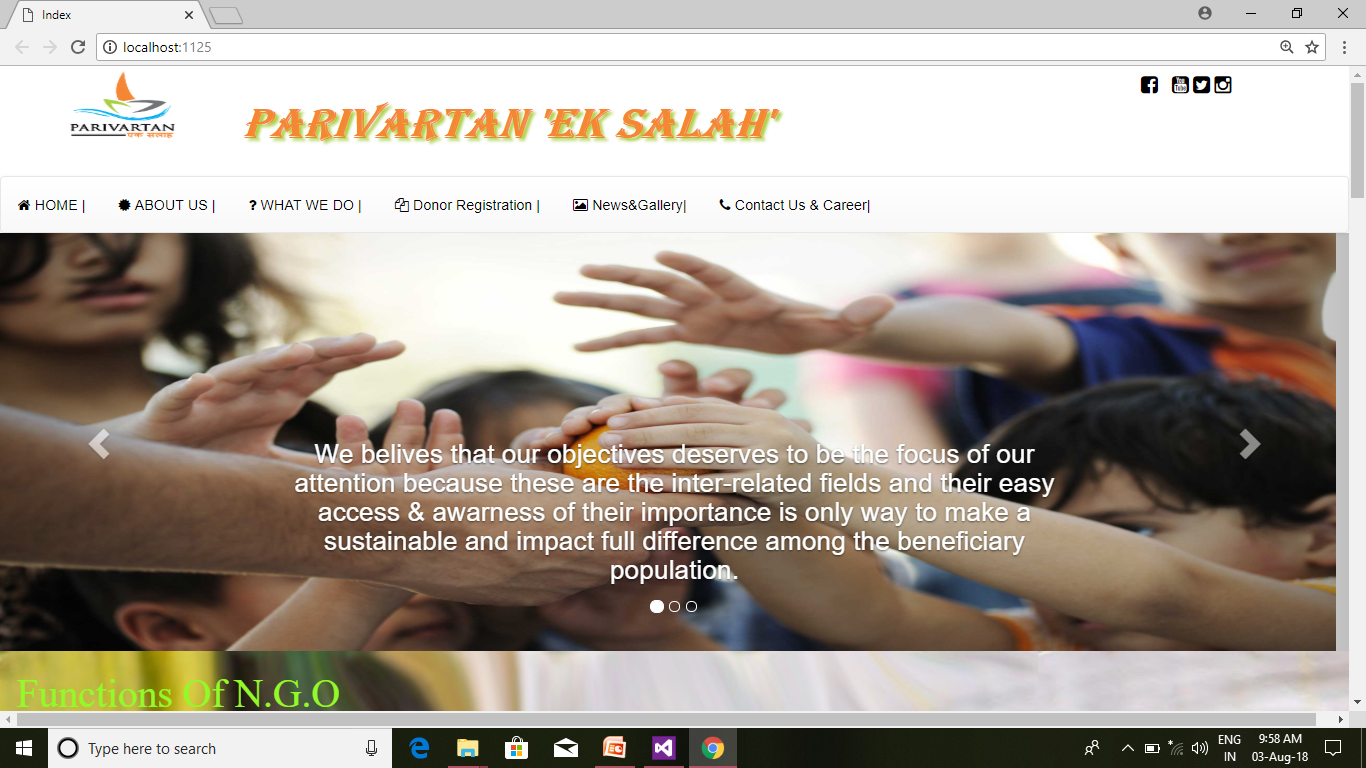 Index
localhost:1125
PARIVARTAN
एक सलाह
PARIVARTAN 'EK SALAH'
You Tube
HOME |
ABOUT US |
? WHAT WE DO |
Donor Registration |
News&Gallery|
Contact Us & Career|
We belives that our objectives deserves to be the focus of our
attention because these are the inter-related fields and their easy
access & awarness of their importance is only way to make a
sustainable and impact full difference among the beneficiary
population.
Functions Of N.G.O
Type here to search
ENG
IN
9:58 AM
03-Aug-18